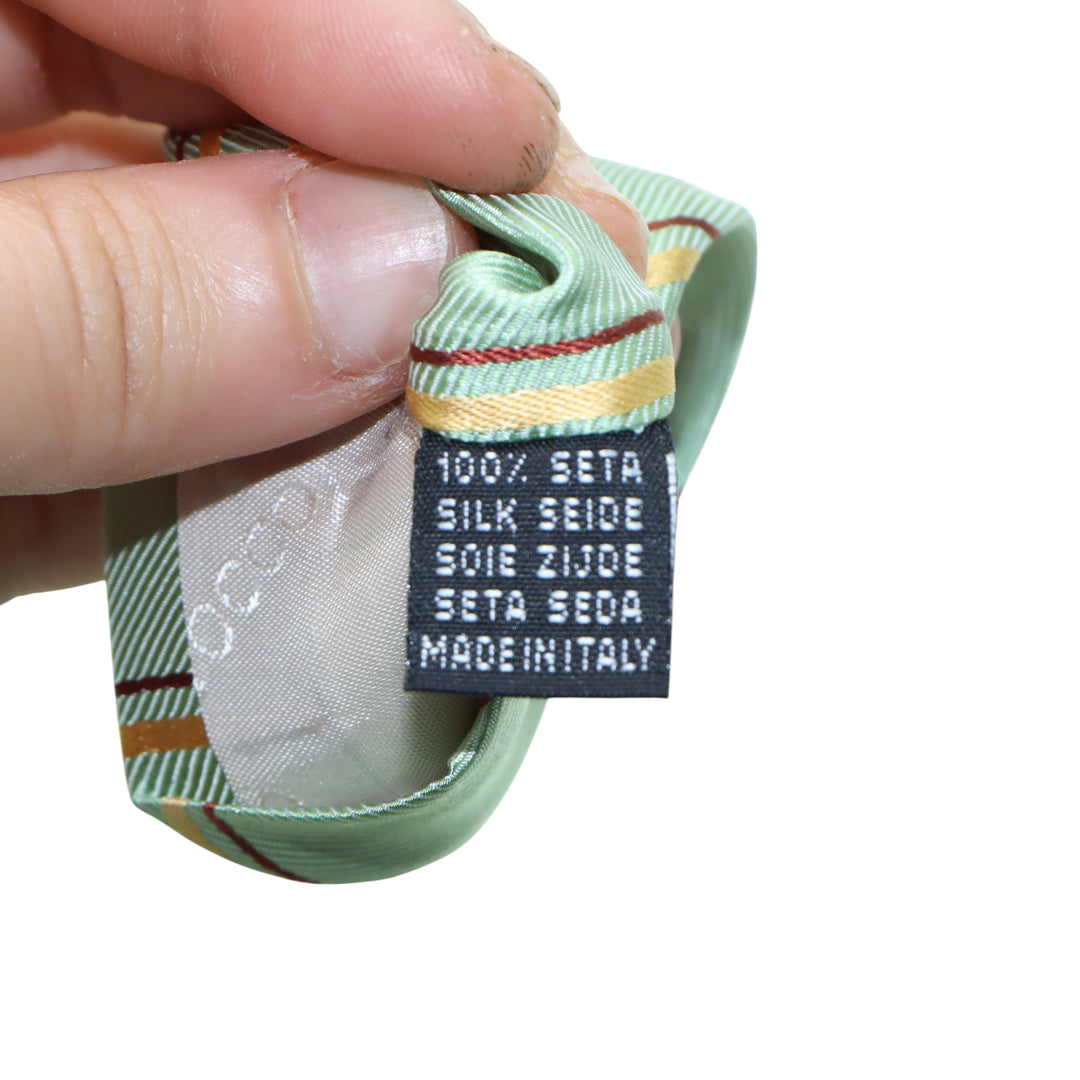 100% SETA
SILK SEIDE
SOIE ZIJDE
SETA SEDA
MADE IN ITALY